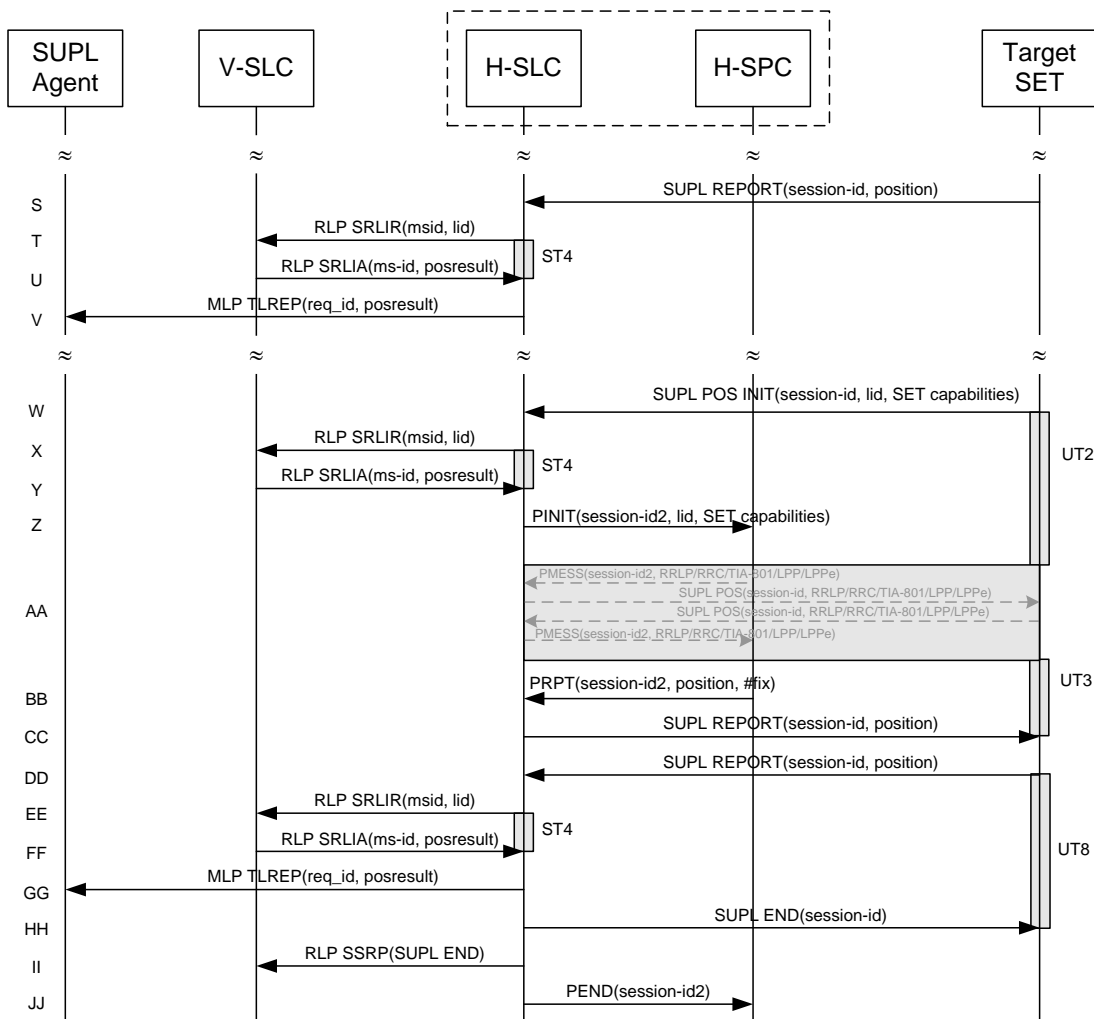 SUPL
Agent
V-SLC
H-SLC
H-SPC
Target
SET
≈ ≈ ≈ ≈ ≈
S
SUPL REPORT(session-id, position)
T
RLP SRLIR(msid, lid)
ST4
U
RLP SRLIA(ms-id, posresult)
V
MLP TLREP(req_id, posresult)
≈ ≈ ≈ ≈ ≈
W
SUPL POS INIT(session-id, lid, SET capabilities)
X
RLP SRLIR(msid, lid)
ST4
UT2
Y
RLP SRLIA(ms-id, posresult)
Z
PINIT(session-id2, lid, SET capabilities)
AA
PMESS(session-id2, RRLP/RRC/TIA-801/LPP/LPPe)
SUPL POS(session-id, RRLP/RRC/TIA-801/LPP/LPPe)
SUPL POS(session-id, RRLP/RRC/TIA-801/LPP/LPPe)
PMESS(session-id2, RRLP/RRC/TIA-801/LPP/LPPe)
BB
PRPT(session-id2, position, #fix)
UT3
CC
SUPL REPORT(session-id, position)
DD
SUPL REPORT(session-id, position)
EE
RLP SRLIR(msid, lid)
ST4
FF
RLP SRLIA(ms-id, posresult)
UT8
GG
MLP TLREP(req_id, posresult)
HH
SUPL END(session-id)
II
RLP SSRP(SUPL END)
JJ
PEND(session-id2)